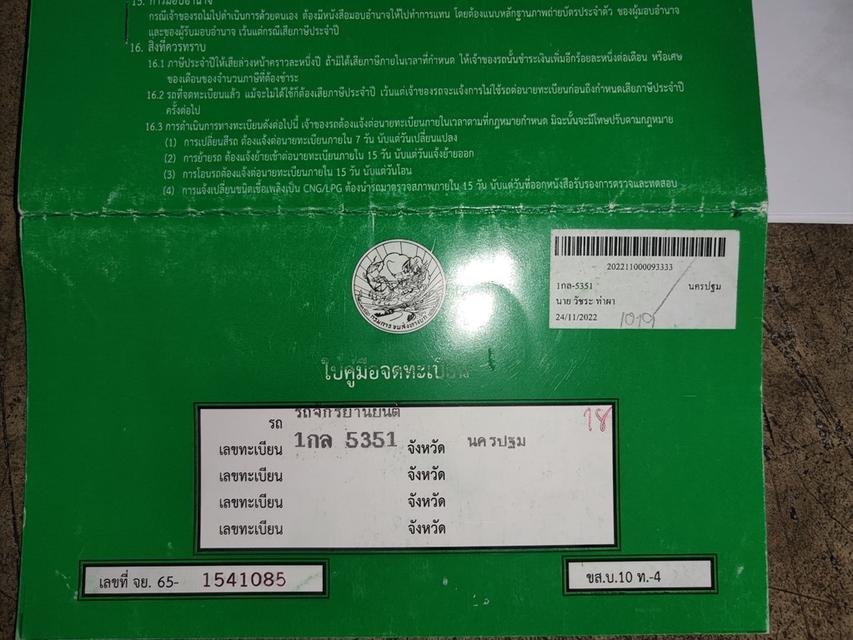 15. การมอบอำนาจ
กรณีเจ้าของรถไม่ไปดำเนินการด้วยตนเอง ต้องมีหนังสือมอบอำนาจให้ไปทำการแทน โดยต้องแนบหลักฐานภาพถ่ายบัตรประจำตัว ของผู้มอบอำนาจ
และของผู้รับมอบอำนาจ เว้นแต่กรณีเสียภาษีประจำปี
16. สิ่งที่ควรทราบ
16.1 ภาษีประจำปีให้เสียล่วงหน้าคราวละหนึ่งปี ถ้ามิได้เสียภาษีภายในเวลาที่กำหนด ให้เจ้าของรถนั้นชำระเงินเพิ่มอีกร้อยละหนึ่งต่อเดือน หรือเศษ
ของเดือนของจำนวนภาษีที่ต้องชำระ
16.2 รถที่จดทะเบียนแล้ว แม้จะไม่ได้ใช้ก็ต้องเสียภาษีประจำปี เว้นแต่เจ้าของรถจะแจ้งการไม่ใช้รถต่อนายทะเบียนก่อนถึงกำหนดเสียภาษีประจำปี
ครั้งต่อไป
16.3 การดำเนินการทางทะเบียนดังต่อไปนี้ เจ้าของรถต้องแจ้งต่อนายทะเบียนภายในเวลาตามที่กฎหมายกำหนด มิฉะนั้นจะมีโทษปรับตามกฎหมาย
(1) การเปลี่ยนสีรถ ต้องแจ้งต่อนายทะเบียนภายใน 7 วัน นับแต่วันเปลี่ยนแปลง
(2) การย้ายรถ ต้องแจ้งย้ายเข้าต่อนายทะเบียนภายใน 15 วัน นับแต่วันแจ้งย้ายออก
(3) การโอนรถต้องแจ้งต่อนายทะเบียนภายใน 15 วัน นับแต่วันโอน
(4) การแจ้งเปลี่ยนชนิดเชื้อเพลิงเป็น CNG/LPG ต้องนำรถมาตรวจสภาพภายใน 15 วัน นับแต่วันที่ออกหนังสือรับรองการตรวจและทดสอบ
202211000093333
1กล-5351 นครปฐม
นาย วัชระ ท่าผา
24/11/2022 1019
กรมการขนส่งทางบก
ใบคู่มือจดทะเบียน
รถ รถจักรยานยนต์ 18
เลขทะเบียน 1กล 5351 จังหวัด นครปฐม
เลขทะเบียน จังหวัด
เลขทะเบียน จังหวัด
เลขทะเบียน จังหวัด
เลขที่ จย. 65- 1541085
ขส.บ.10 ท.-4